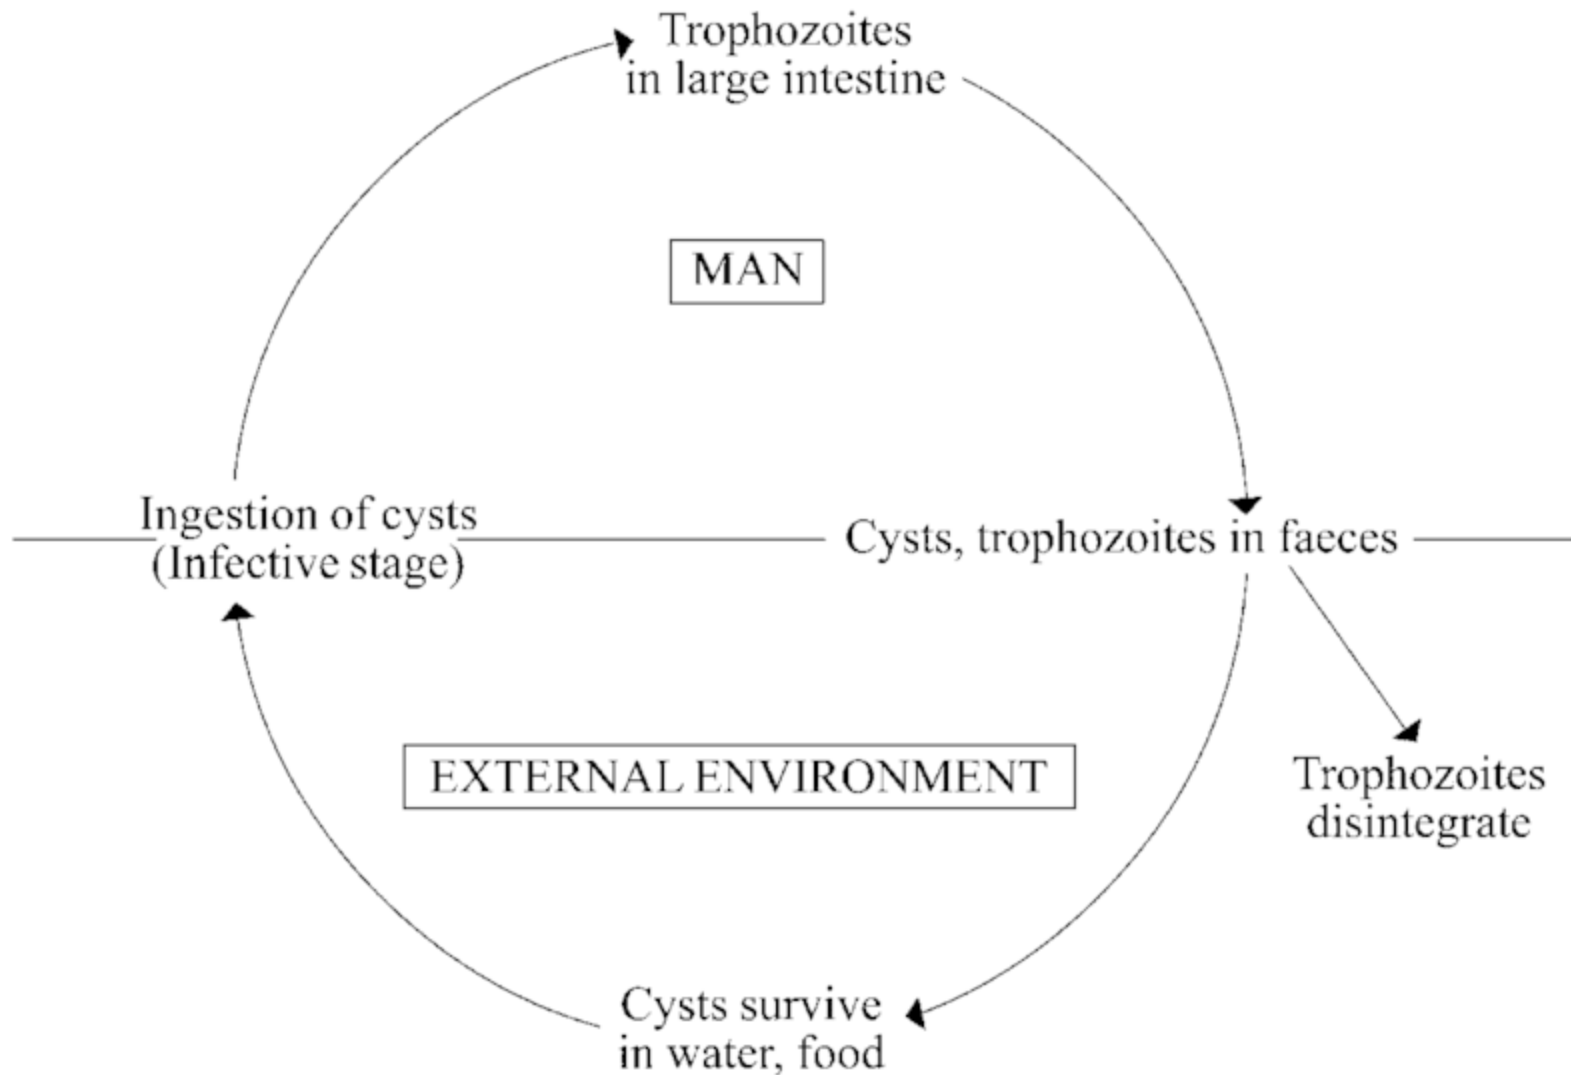 Trophozoites
in large intestine
MAN
Ingestion of cysts
(Infective stage)
Cysts, trophozoites in faeces
EXTERNAL ENVIRONMENT
Trophozoites
disintegrate
Cysts survive
in water, food